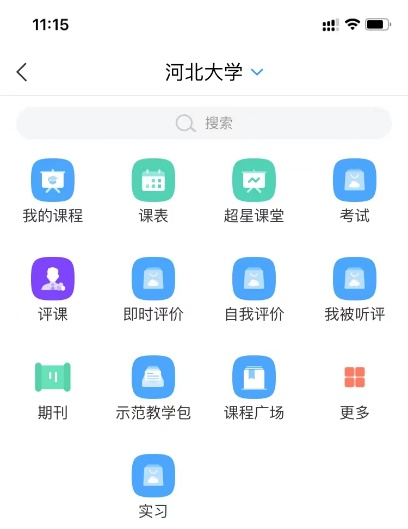 11:15
河北大学
搜索
我的课程 课表 超星课堂 考试
评课 即时评价 自我评价 我被听评
期刊 示范教学包 课程广场 更多
实习